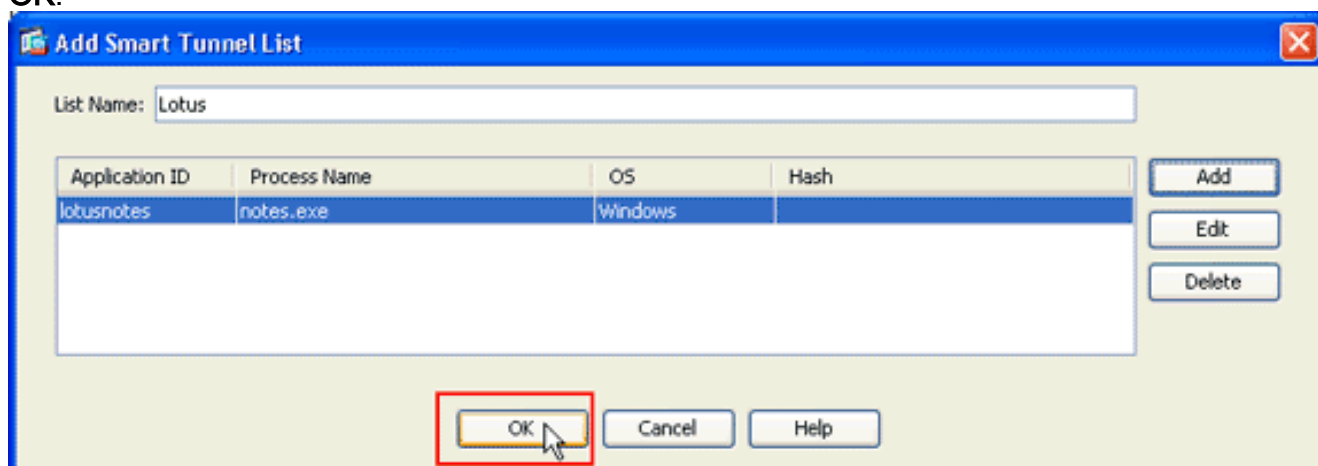 OK.
Add Smart Tunnel List
List Name: Lotus
Application ID Process Name OS Hash
lotusnotes notes.exe Windows
Add
Edit
Delete
OK Cancel Help